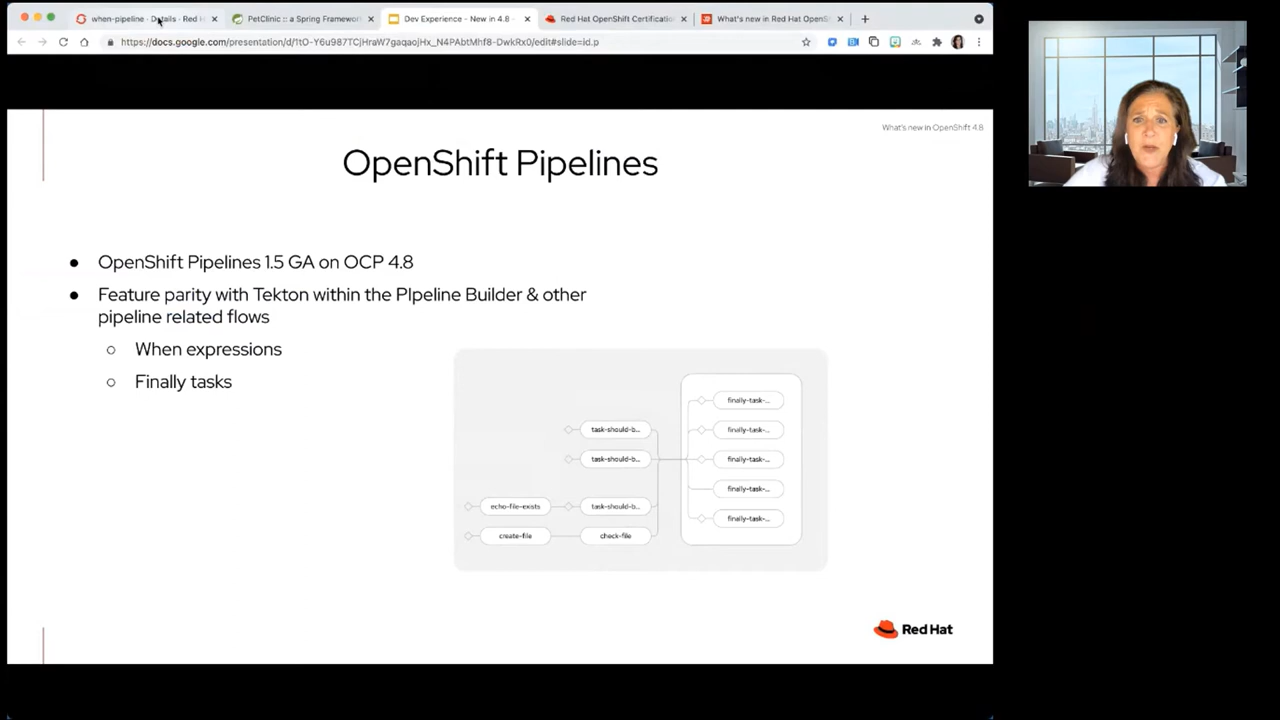 when-pipeline - Details - Red H
PetClinic :: a Spring Framework
Dev Experience - New in 4.8 -
Red Hat OpenShift Certification
What's new in Red Hat OpenSh
https://docs.google.com/presentation/d/1tO-Y6u987TCjHraW7gaqaojHx_N4PAbtMhf8-DwkRx0/edit#slide=id.p
What's new in OpenShift 4.8
OpenShift Pipelines
● OpenShift Pipelines 1.5 GA on OCP 4.8
● Feature parity with Tekton within the PIpeline Builder & other
pipeline related flows
○ When expressions
○ Finally tasks
finally-task-...
task-should-b...
finally-task-...
task-should-b...
finally-task-...
finally-task-...
echo-file-exists
task-should-b...
finally-task-...
create-file
check-file
Red Hat